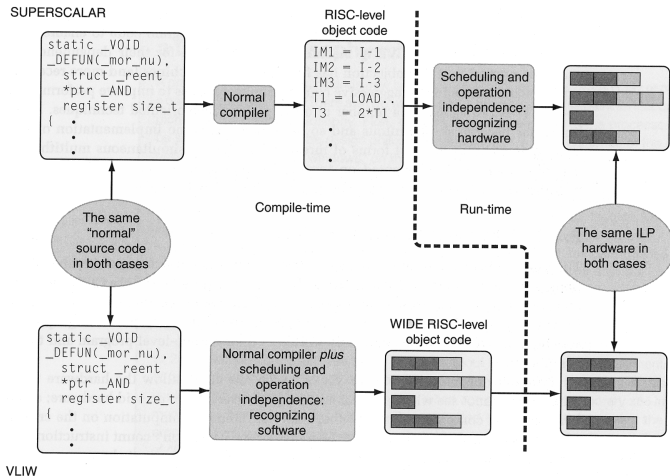 SUPERSCALAR
static _VOID
_DEFUN(_mor_nu),
struct _reent
*ptr _AND
register size_t
{
.
.
.
Normal
compiler
RISC-level
object code
IM1 = I-1
IM2 = I-2
IM3 = I-3
T1 = LOAD..
T3 = 2*T1
.
.
.
Scheduling and
operation
independence:
recognizing
hardware
The same
"normal"
source code
in both cases
Compile-time
Run-time
The same ILP
hardware in
both cases
static _VOID
_DEFUN(_mor_nu),
struct _reent
*ptr _AND
register size_t
{
.
.
.
Normal compiler plus
scheduling and
operation
independence:
recognizing
software
WIDE RISC-level
object code
VLIW